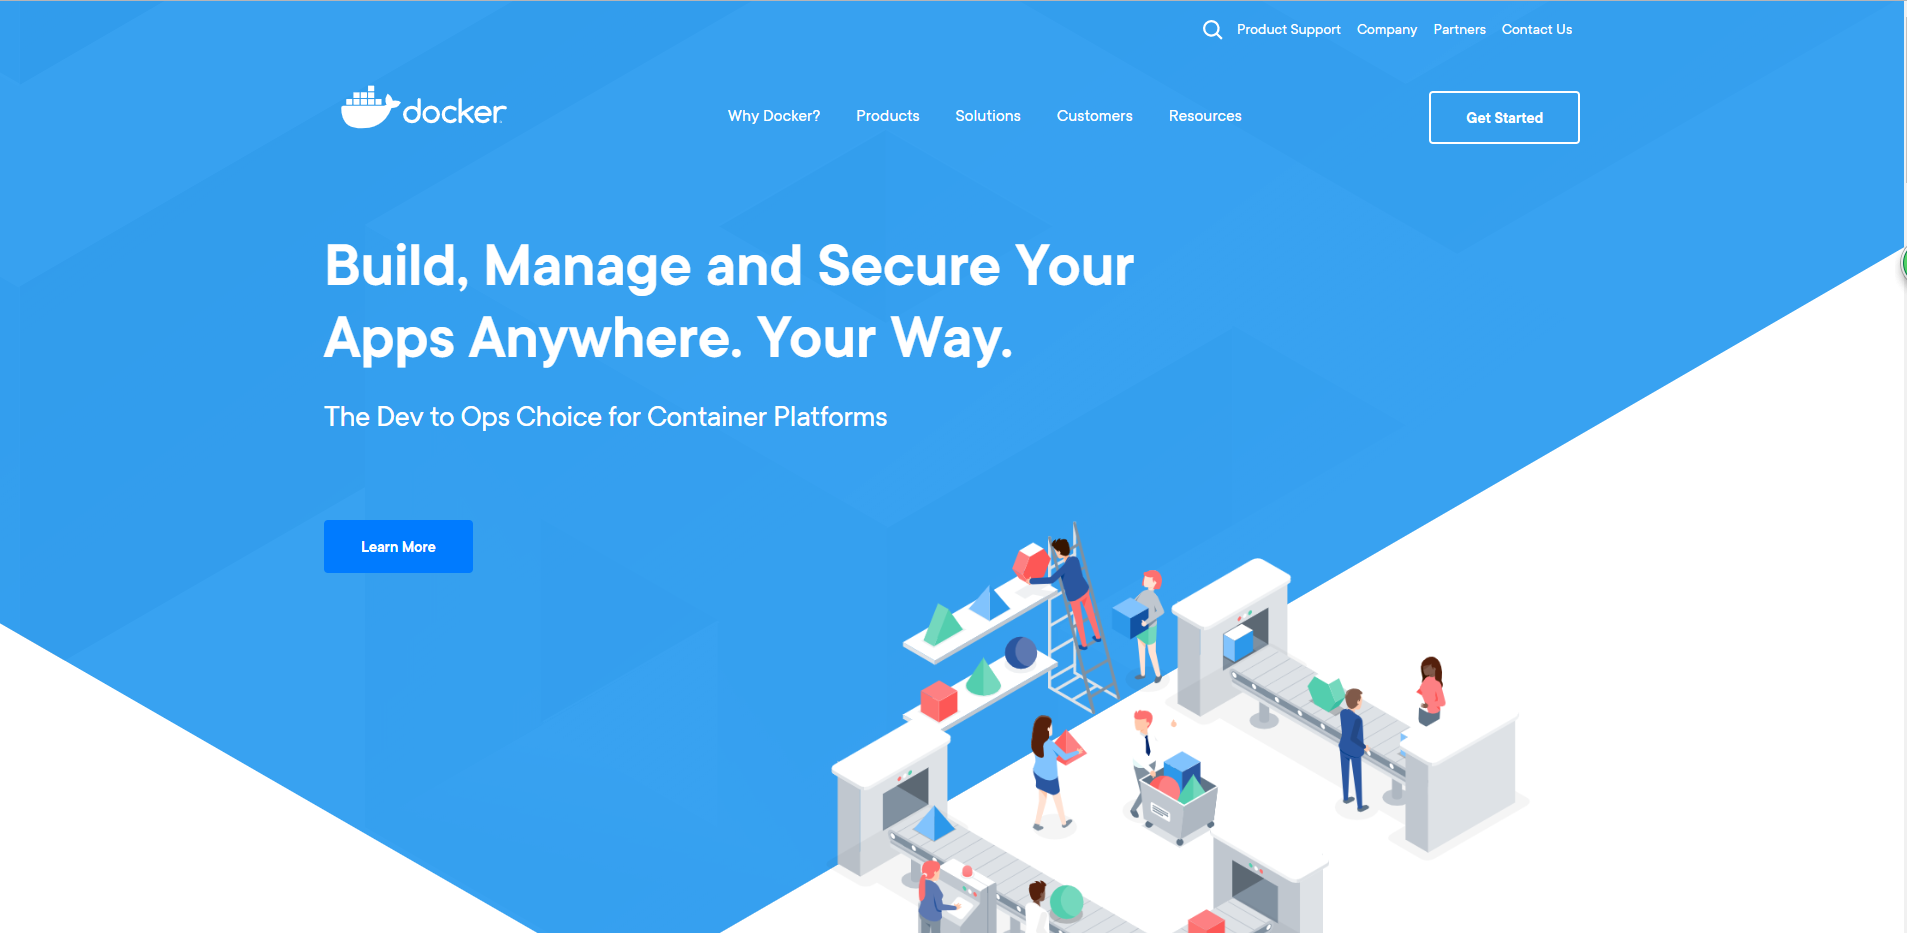 Product Support Company Partners Contact Us
docker
Why Docker? Products Solutions Customers Resources
Get Started
Build, Manage and Secure Your
Apps Anywhere. Your Way.
The Dev to Ops Choice for Container Platforms
Learn More